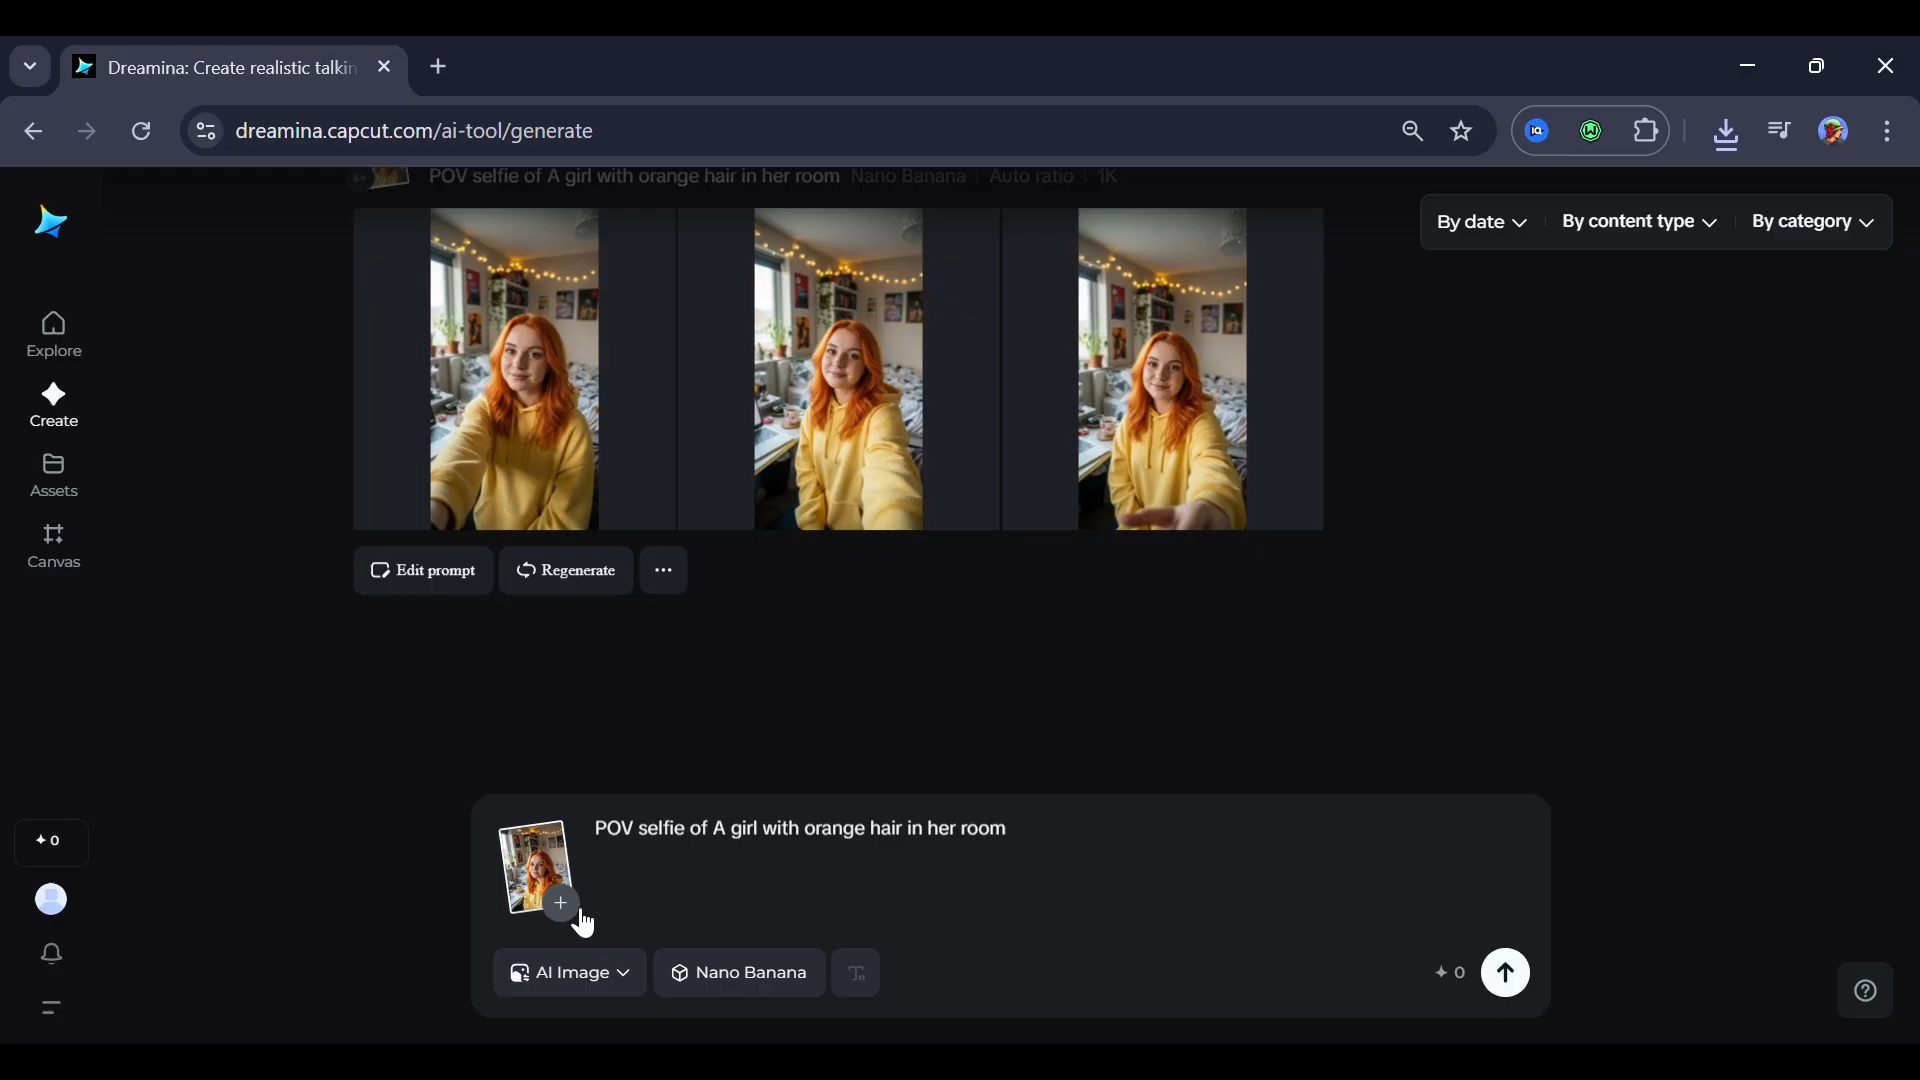 Dreamina: Create realistic talkin
dreamina.capcut.com/ai-tool/generate
POV selfie of A girl with orange hair in her room Nano Banana | Auto ratio | 1K
By date
By content type
By category
Explore
Create
Assets
Canvas
Edit prompt
Regenerate
0
POV selfie of A girl with orange hair in her room
AI Image
Nano Banana
0